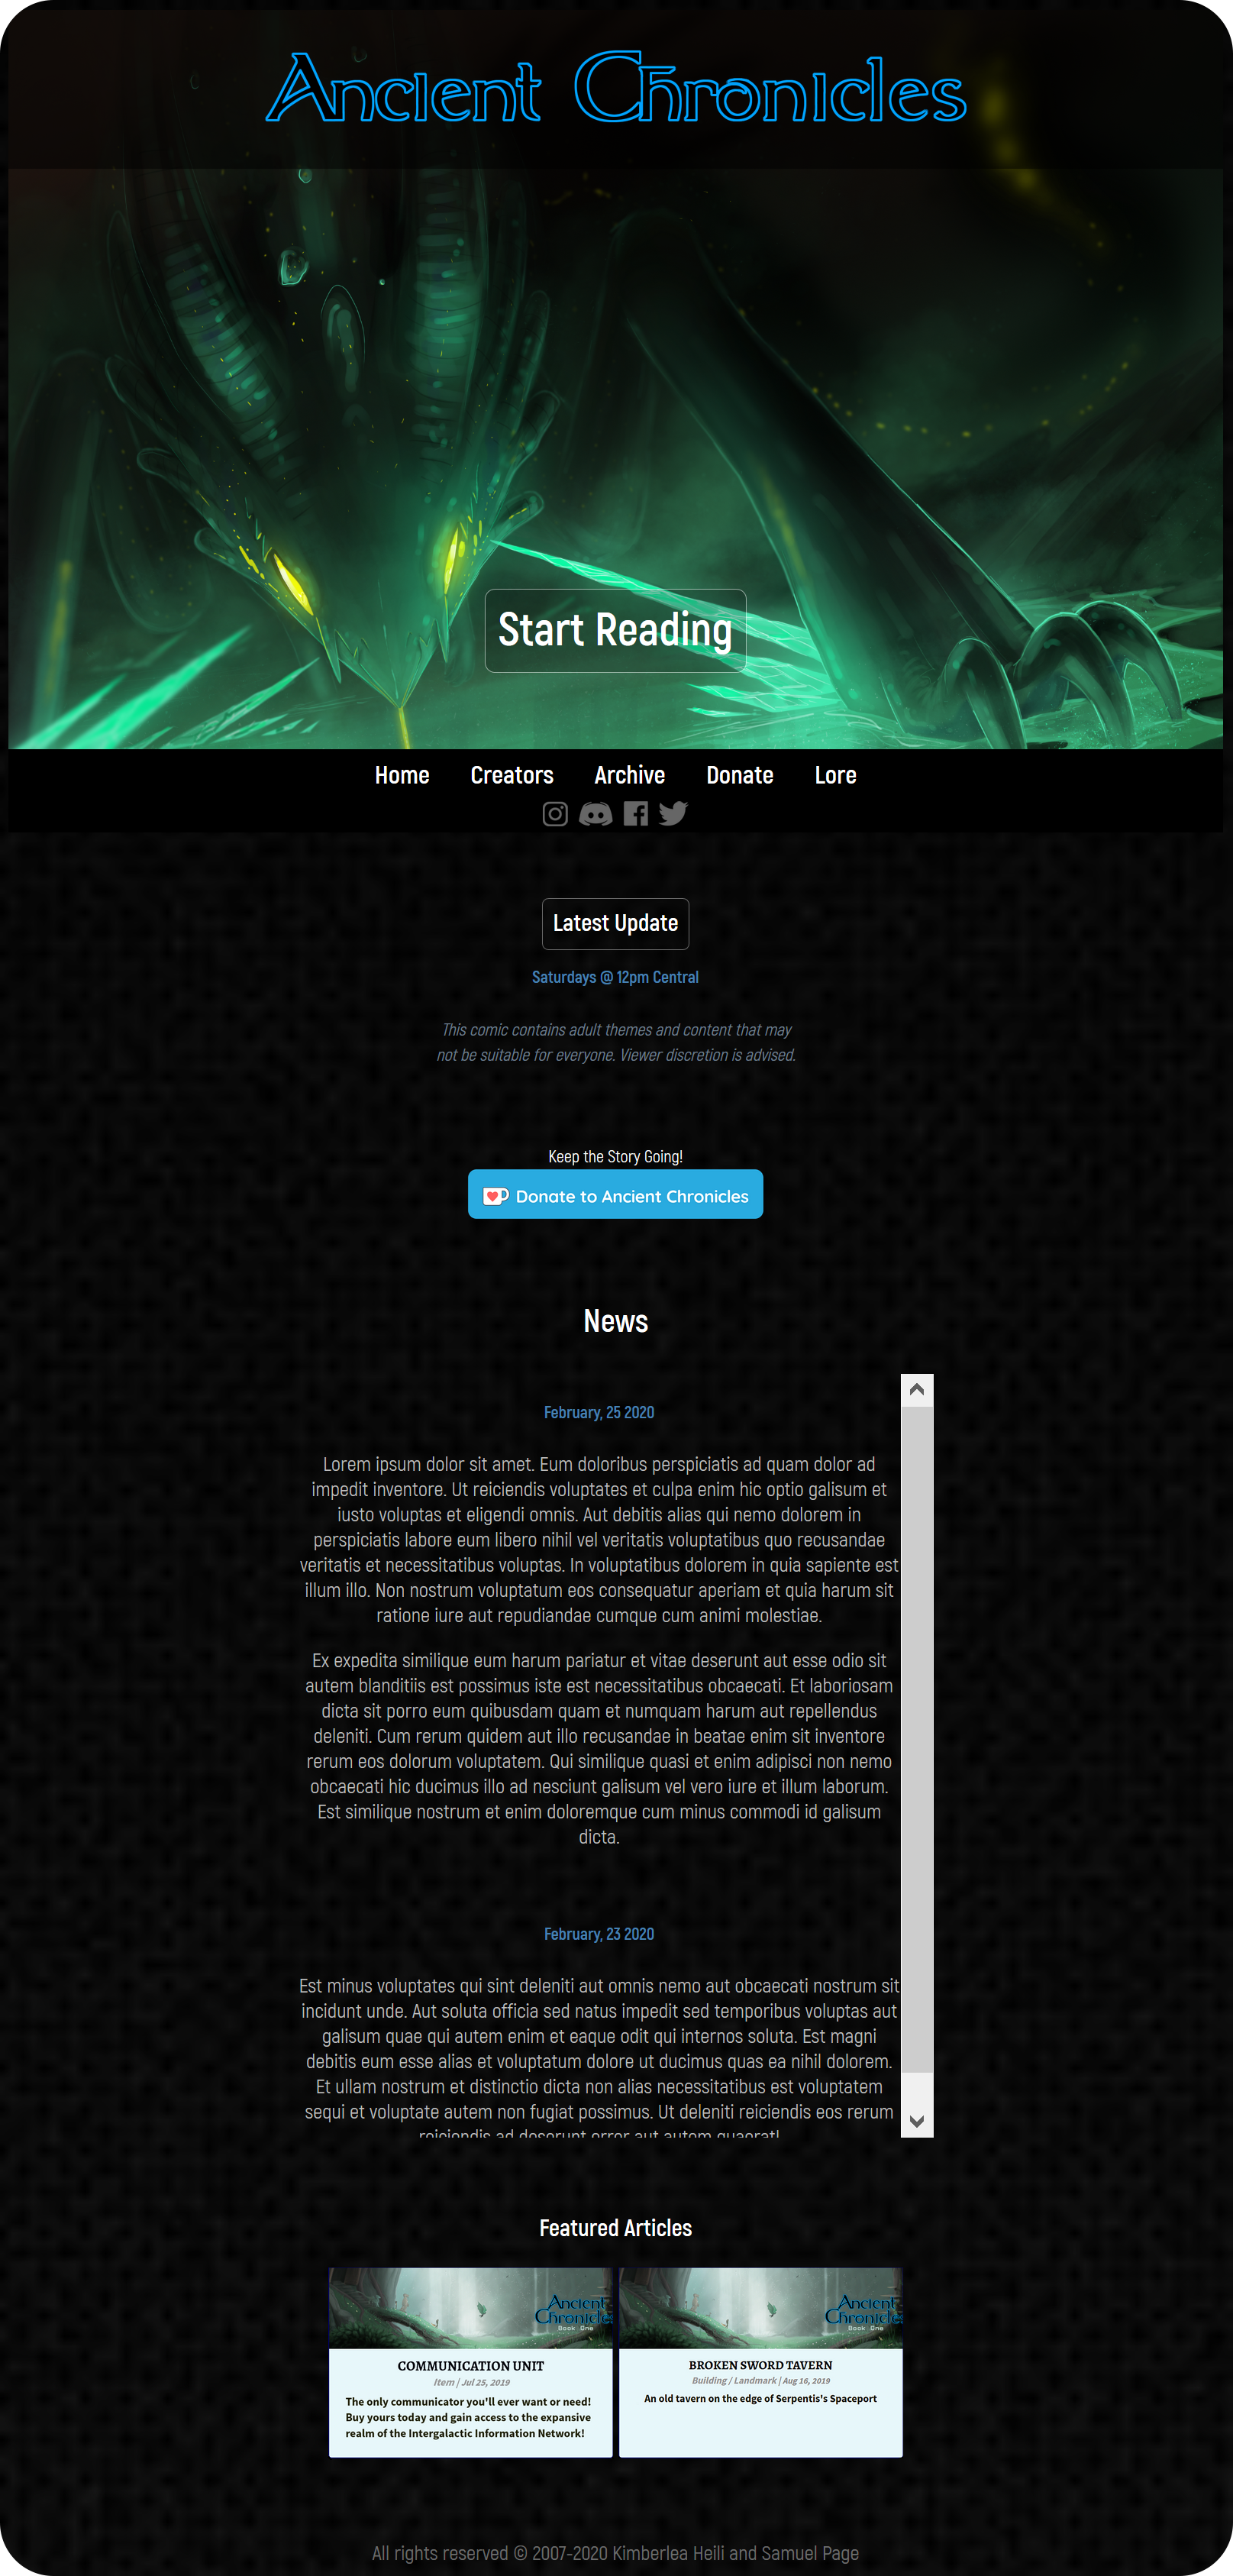 Ancient Chronicles
Start Reading
Home Creators Archive Donate Lore
Latest Update
Saturdays @ 12pm Central
This comic contains adult themes and content that may
not be suitable for everyone. Viewer discretion is advised.
Keep the Story Going!
Donate to Ancient Chronicles
News
February, 25 2020
Lorem ipsum dolor sit amet. Eum doloribus perspiciatis ad quam dolor ad
impedit inventore. Ut reiciendis voluptates et culpa enim hic optio galisum et
iusto voluptas et eligendi omnis. Aut debitis alias qui nemo dolorem in
perspiciatis labore eum libero nihil vel veritatis voluptatibus quo recusandae
veritatis et necessitatibus voluptas. In voluptatibus dolorem in quia sapiente est
illum illo. Non nostrum voluptatum eos consequatur aperiam et quia harum sit
ratione iure aut repudiandae cumque cum animi molestiae.
Ex expedita similique eum harum pariatur et vitae deserunt aut esse odio sit
autem blanditiis est possimus iste est necessitatibus obcaecati. Et laboriosam
dicta sit porro eum quibusdam quam et numquam harum aut repellendus
deleniti. Cum rerum quidem aut illo recusandae in beatae enim sit inventore
rerum eos dolorum voluptatem. Qui similique quasi et enim adipisci non nemo
obcaecati hic ducimus illo ad nesciunt galisum vel vero iure et illum laborum.
Est similique nostrum et enim doloremque cum minus commodi id galisum
dicta.
February, 23 2020
Est minus voluptates qui sint deleniti aut omnis nemo aut obcaecati nostrum sit
incidunt unde. Aut soluta officia sed natus impedit sed temporibus voluptas aut
galisum quae qui autem enim et eaque odit qui internos soluta. Est magni
debitis eum esse alias et voluptatum dolore ut ducimus quas ea nihil dolorem.
Et ullam nostrum et distinctio dicta non alias necessitatibus est voluptatem
sequi et voluptate autem non fugiat possimus. Ut deleniti reiciendis eos rerum
reiciendis ad deserunt error aut autem quaerat!
Featured Articles
Ancient
Chronicles
Book One
COMMUNICATION UNIT
Item | Jul 25, 2019
The only communicator you'll ever want or need!
Buy yours today and gain access to the expansive
realm of the Intergalactic Information Network!
Ancient
Chronicles
Book One
BROKEN SWORD TAVERN
Building / Landmark | Aug 16, 2019
An old tavern on the edge of Serpentis's Spaceport
All rights reserved © 2007-2020 Kimberlea Heili and Samuel Page